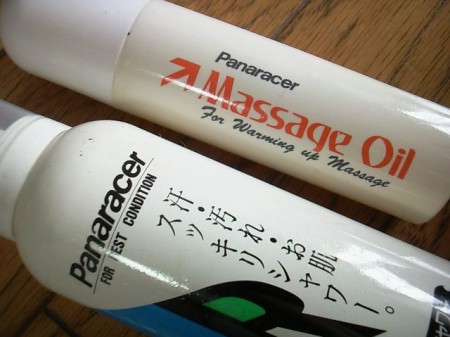 Panaracer
Massage Oil
For Warming up Massage
Panaracer
FOR BEST CONDITION
汗・汚れ・お肌
スッキリシャワー。